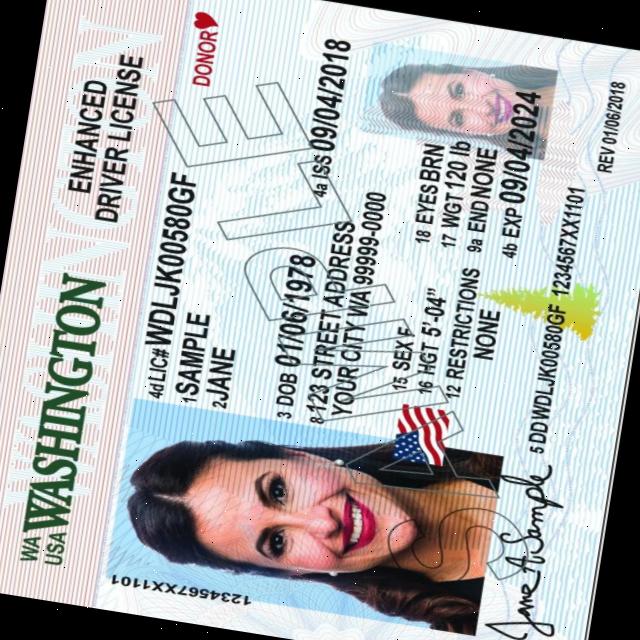 WA
USA WASHINGTON
ENHANCED
DRIVER LICENSE
DONOR
4d LIC# WDLJK00580GF
1 SAMPLE
2 JANE
3 DOB 01/06/1978
4a ISS 09/04/2018
8 123 STREET ADDRESS
YOUR CITY WA 99999-0000
15 SEX F
18 EYES BRN
16 HGT 5'-04"
17 WGT 120 lb
12 RESTRICTIONS
NONE
9a END NONE
4b EXP 09/04/2024
5 DDWDLJK00580GF 1234567XX1101
REV 01/06/2018
Jane A Sample
1234567XX1101
1234567XX1101
SAMPLE